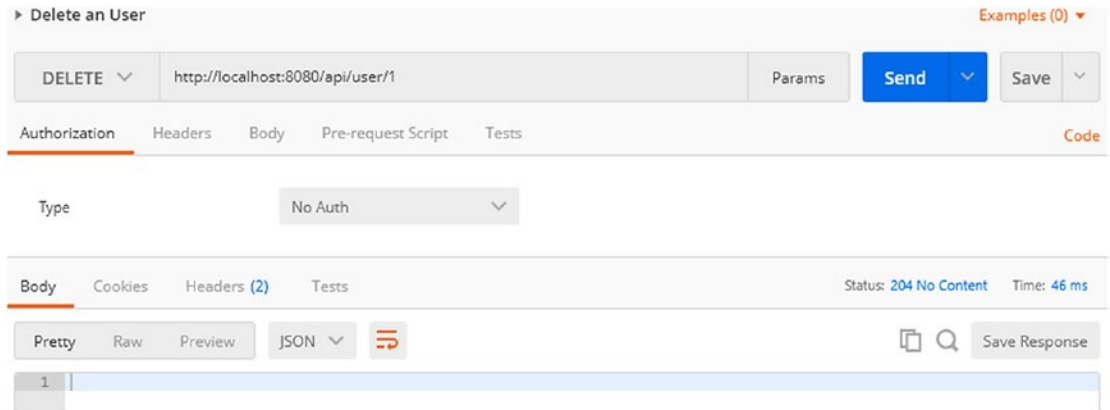 Delete an User Examples (0)
DELETE http://localhost:8080/api/user/1 Params Send Save
Authorization Headers Body Pre-request Script Tests Code
Type No Auth
Body Cookies Headers (2) Tests Status: 204 No Content Time: 46 ms
Pretty Raw Preview JSON Save Response
1